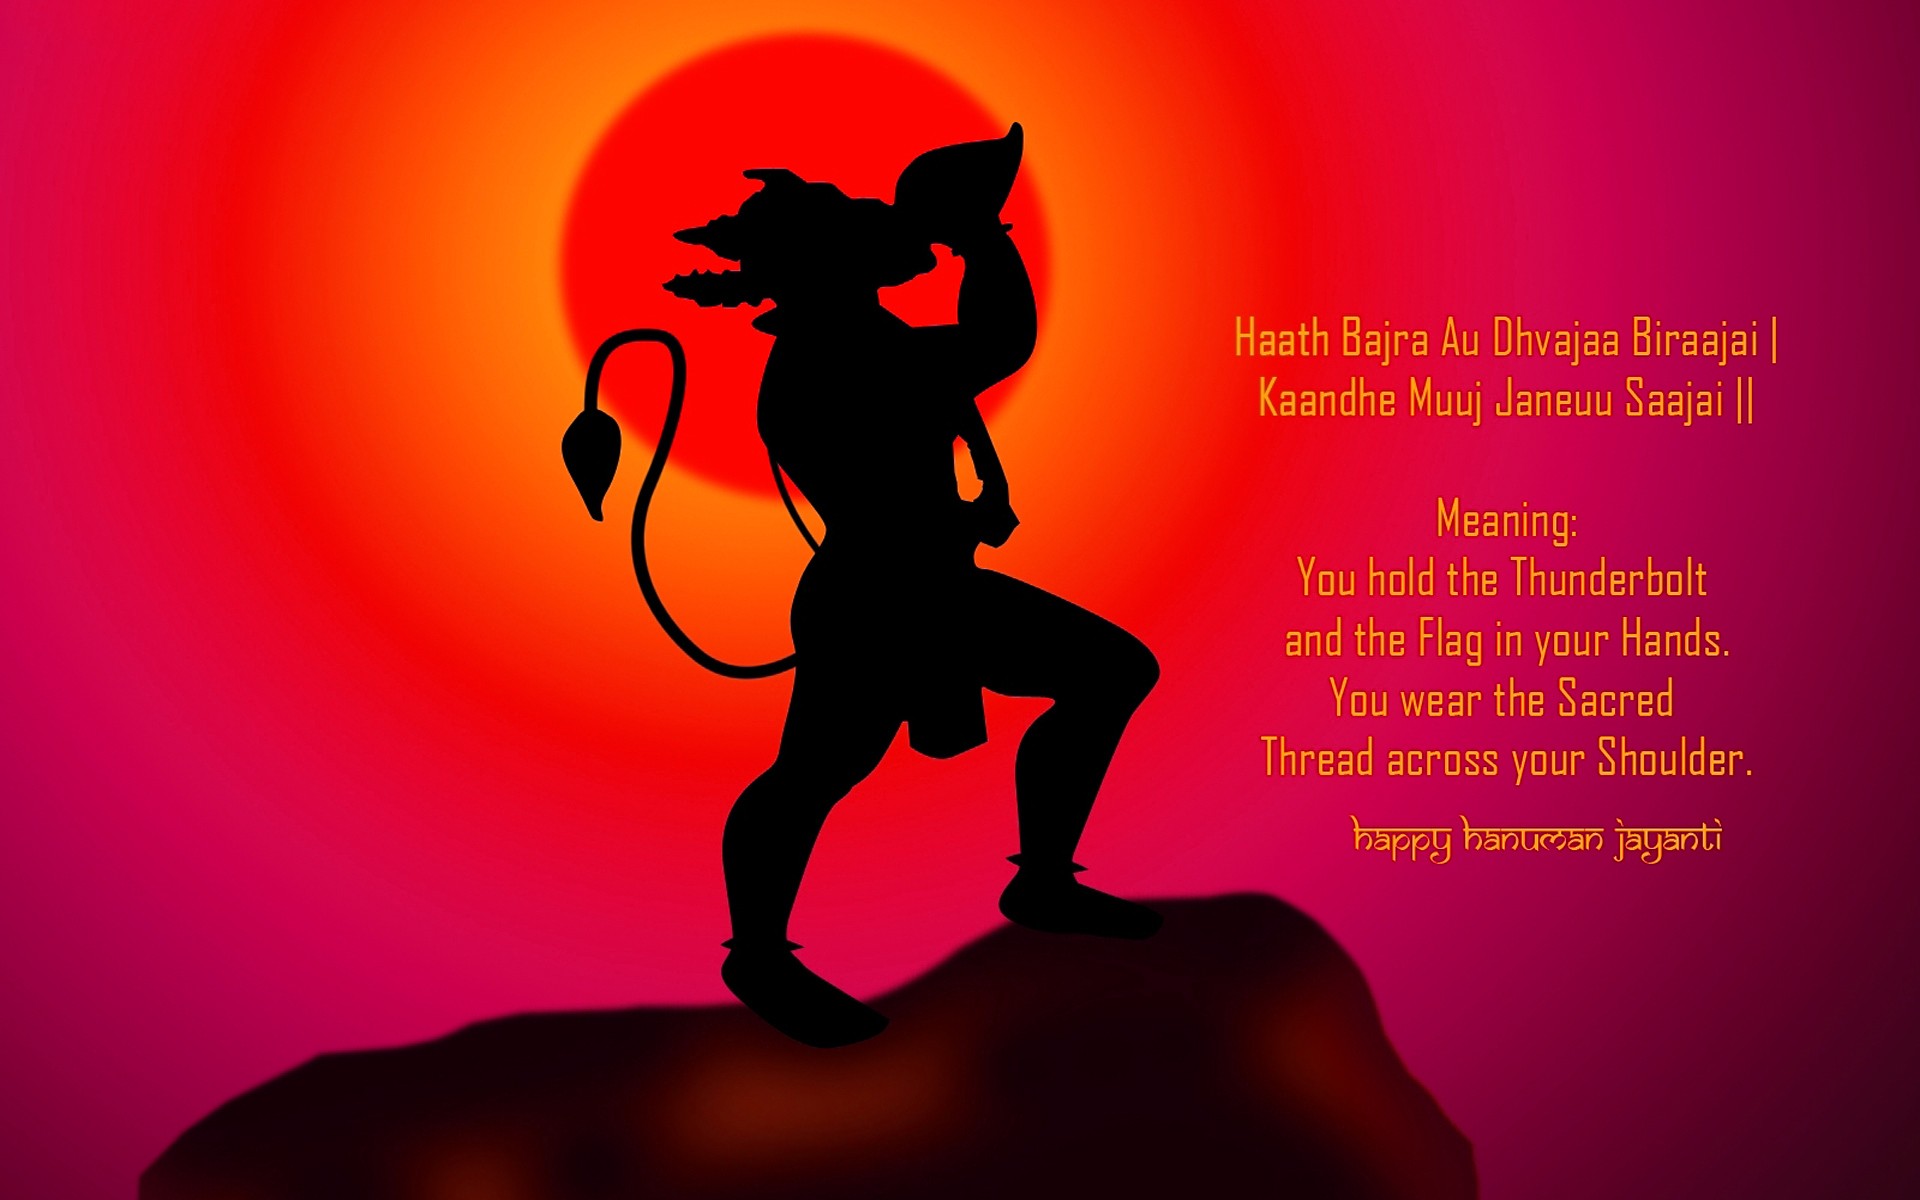 Haath Bajra Au Dhvajaa Biraajai |
Kaandhe Muuj Janeuu Saajai ||
Meaning:
You hold the Thunderbolt
and the Flag in your Hands.
You wear the Sacred
Thread across your Shoulder.
happy hanuman jayanti